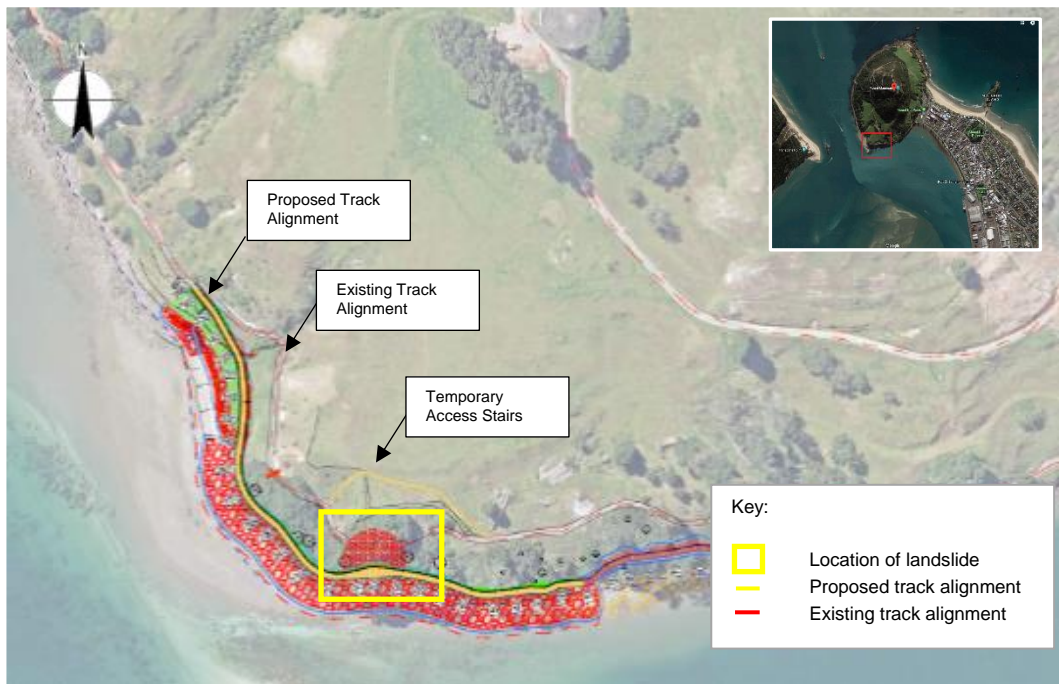 N
Proposed Track
Alignment
Existing Track
Alignment
Temporary
Access Stairs
Key:
Location of landslide
Proposed track alignment
Existing track alignment